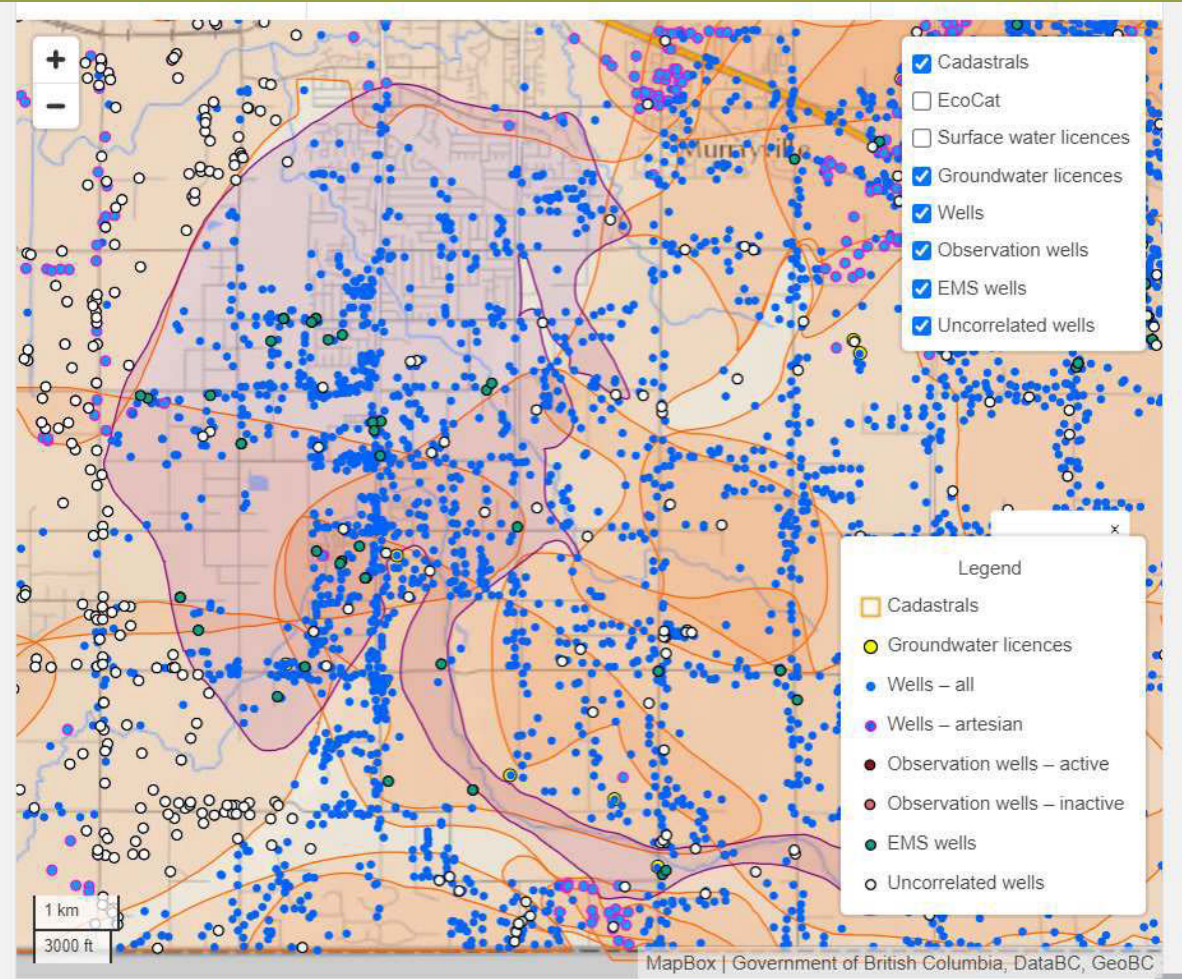 +
−
Cadastrals
EcoCat
Surface water licences
Groundwater licences
Wells
Observation wells
EMS wells
Uncorrelated wells
Murrayville
×
Legend
Cadastrals
Groundwater licences
Wells – all
Wells – artesian
Observation wells – active
Observation wells – inactive
EMS wells
Uncorrelated wells
1 km
3000 ft
MapBox | Government of British Columbia, DataBC, GeoBC